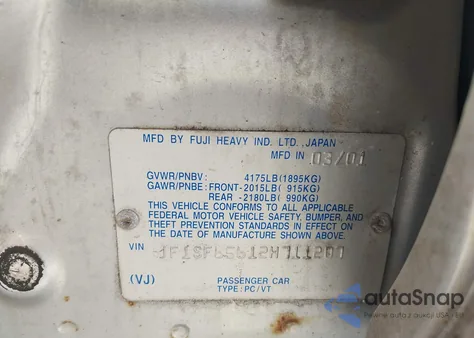 MFD BY FUJI HEAVY IND. LTD., JAPAN
MFD IN 03/01
GVWR/PNBV: 4175LB(1895KG)
GAWR/PNBE: FRONT-2015LB( 915KG)
REAR -2180LB( 990KG)
THIS VEHICLE CONFORMS TO ALL APPLICABLE
FEDERAL MOTOR VEHICLE SAFETY, BUMPER, AND
THEFT PREVENTION STANDARDS IN EFFECT ON
THE DATE OF MANUFACTURE SHOWN ABOVE.
VIN
(VJ) PASSENGER CAR
TYPE: PC/VT
autoSnap